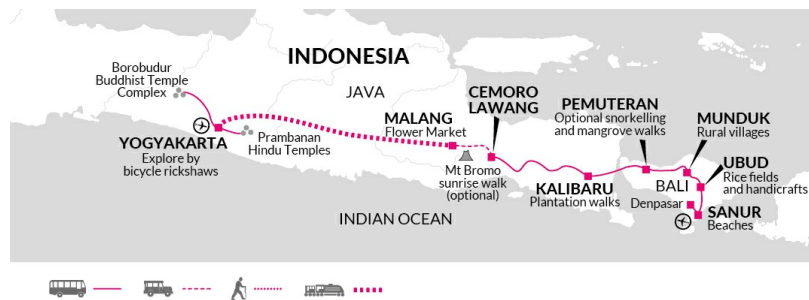 INDONESIA
JAVA
Borobudur
Buddhist Temple
Complex
YOGYAKARTA
Explore by
bicycle rickshaws
Prambanan
Hindu Temples
MALANG
Flower Market
CEMORO
LAWANG
Mt Bromo
sunrise walk
(optional)
KALIBARU
Plantation walks
PEMUTERAN
Optional snorkelling
and mangrove walks
MUNDUK
Rural villages
UBUD
Rice fields
and handicrafts
BALI
Denpasar
SANUR
Beaches
INDIAN OCEAN